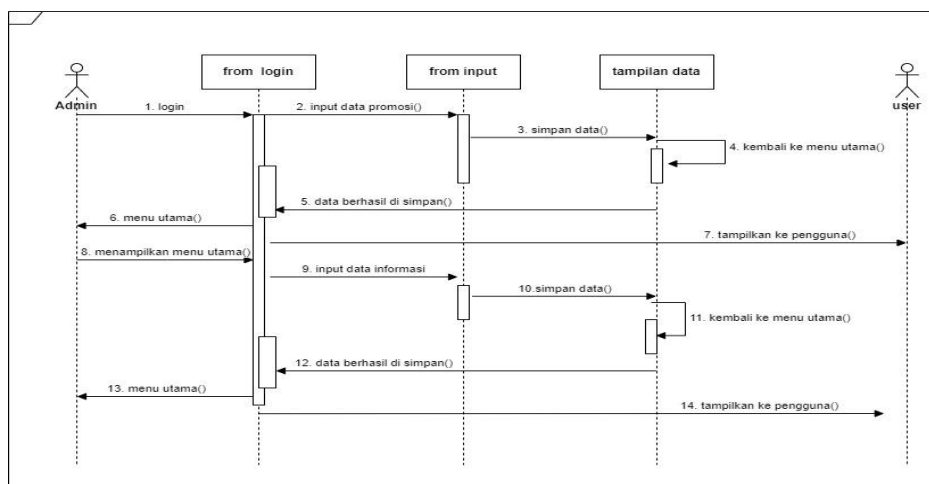 from  login
from input
tampilan data
Admin
user
1. login
2. input data promosi()
3. simpan data()
4. kembali ke menu utama()
5. data berhasil di simpan()
6. menu utama()
7. tampilkan ke pengguna()
8. menampilkan menu utama()
9. input data informasi
10.simpan data()
11. kembali ke menu utama()
12. data berhasil di simpan()
13. menu utama()
14. tampilkan ke pengguna()